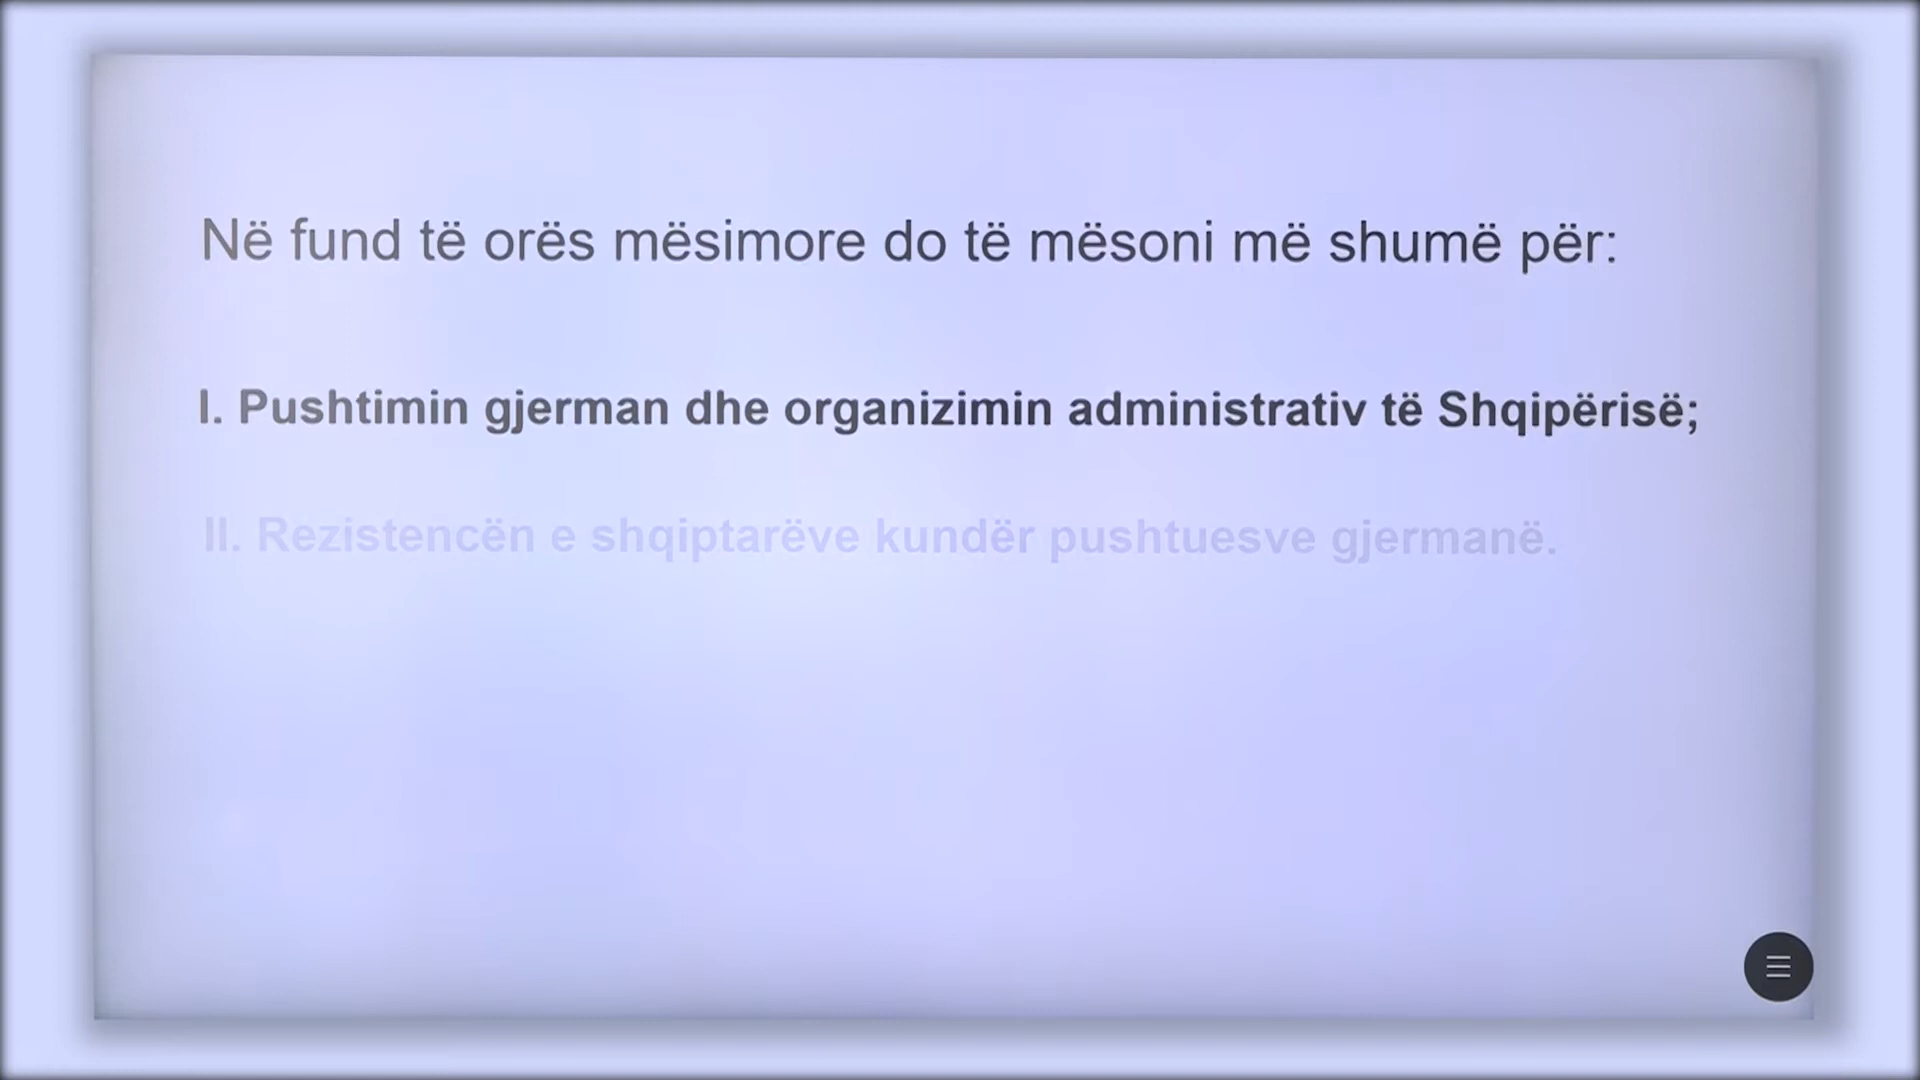 Në fund të orës mësimore do të mësoni më shumë për:
I. Pushtimin gjerman dhe organizimin administrativ të Shqipërisë;
II. Rezistencën e shqiptarëve kundër pushtuesve gjermanë.